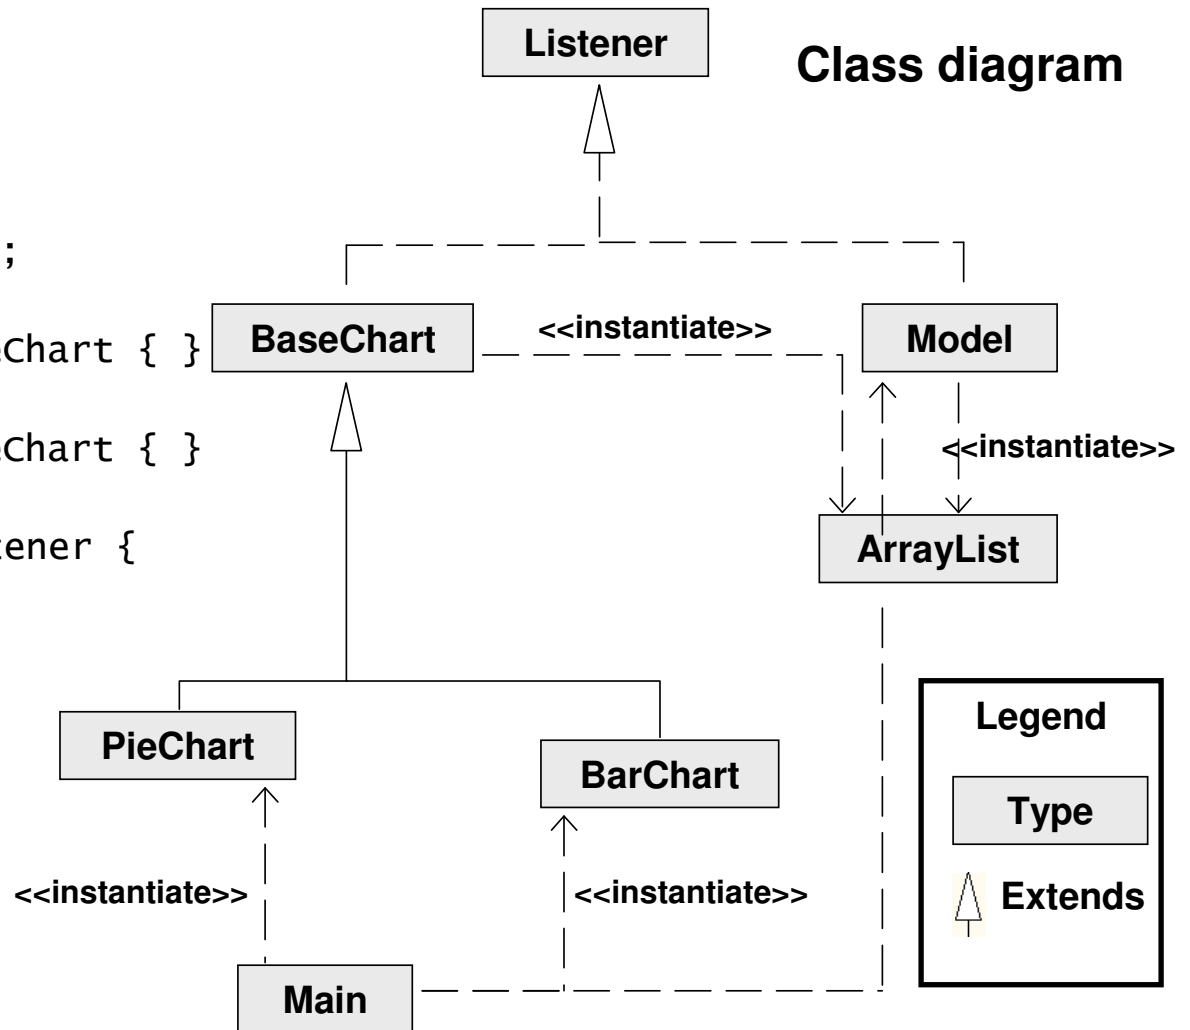 Listener
Class diagram
;
Chart { }
BaseChart
<<instantiate>>
Model
Chart { }
<<instantiate>>
ener {
ArrayList
Legend
PieChart
BarChart
Type
<<instantiate>>
<<instantiate>>
Extends
Main